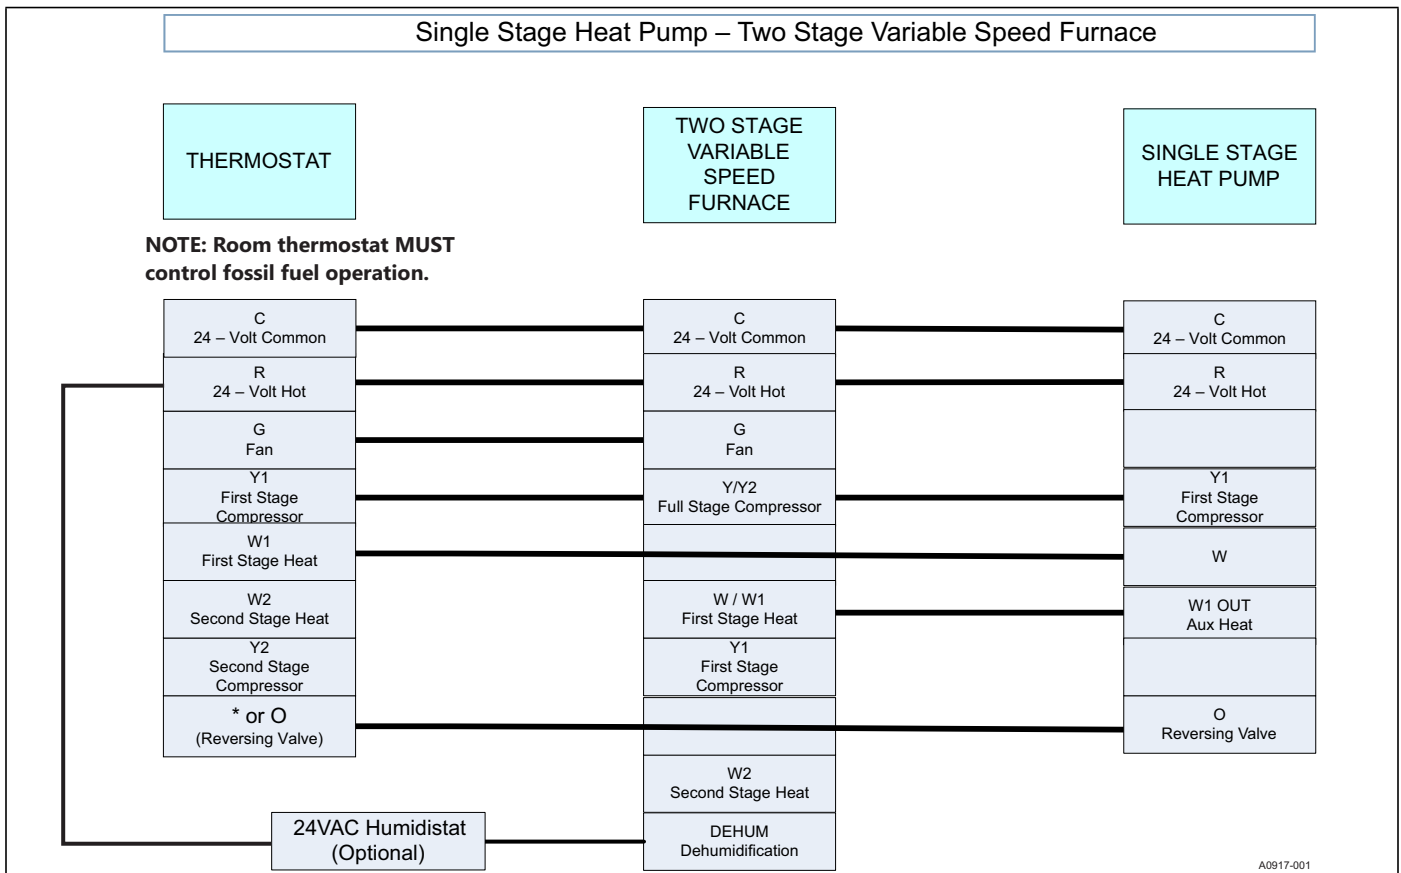 Single Stage Heat Pump – Two Stage Variable Speed Furnace
THERMOSTAT
TWO STAGE
VARIABLE
SPEED
FURNACE
SINGLE STAGE
HEAT PUMP
NOTE: Room thermostat MUST
control fossil fuel operation.
C
24 – Volt Common
C
24 – Volt Common
C
24 – Volt Common
R
24 – Volt Hot
R
24 – Volt Hot
R
24 – Volt Hot
G
Fan
G
Fan
Y1
First Stage
Compressor
Y/Y2
Full Stage Compressor
Y1
First Stage
Compressor
W1
First Stage Heat
W
W2
Second Stage Heat
W / W1
First Stage Heat
W1 OUT
Aux Heat
Y2
Second Stage
Compressor
Y1
First Stage
Compressor
* or O
(Reversing Valve)
O
Reversing Valve
W2
Second Stage Heat
24VAC Humidistat
(Optional)
DEHUM
Dehumidification
A0917-001